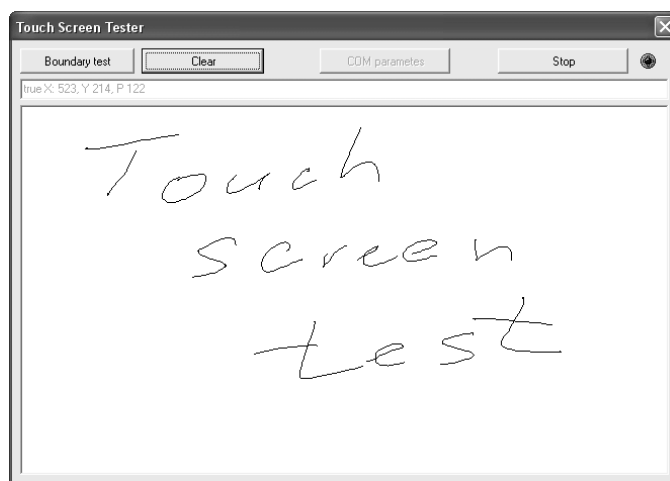 Touch Screen Tester
Boundary test Clear COM parametes Stop
true X: 523, Y 214, P 122
Touch
screen
test